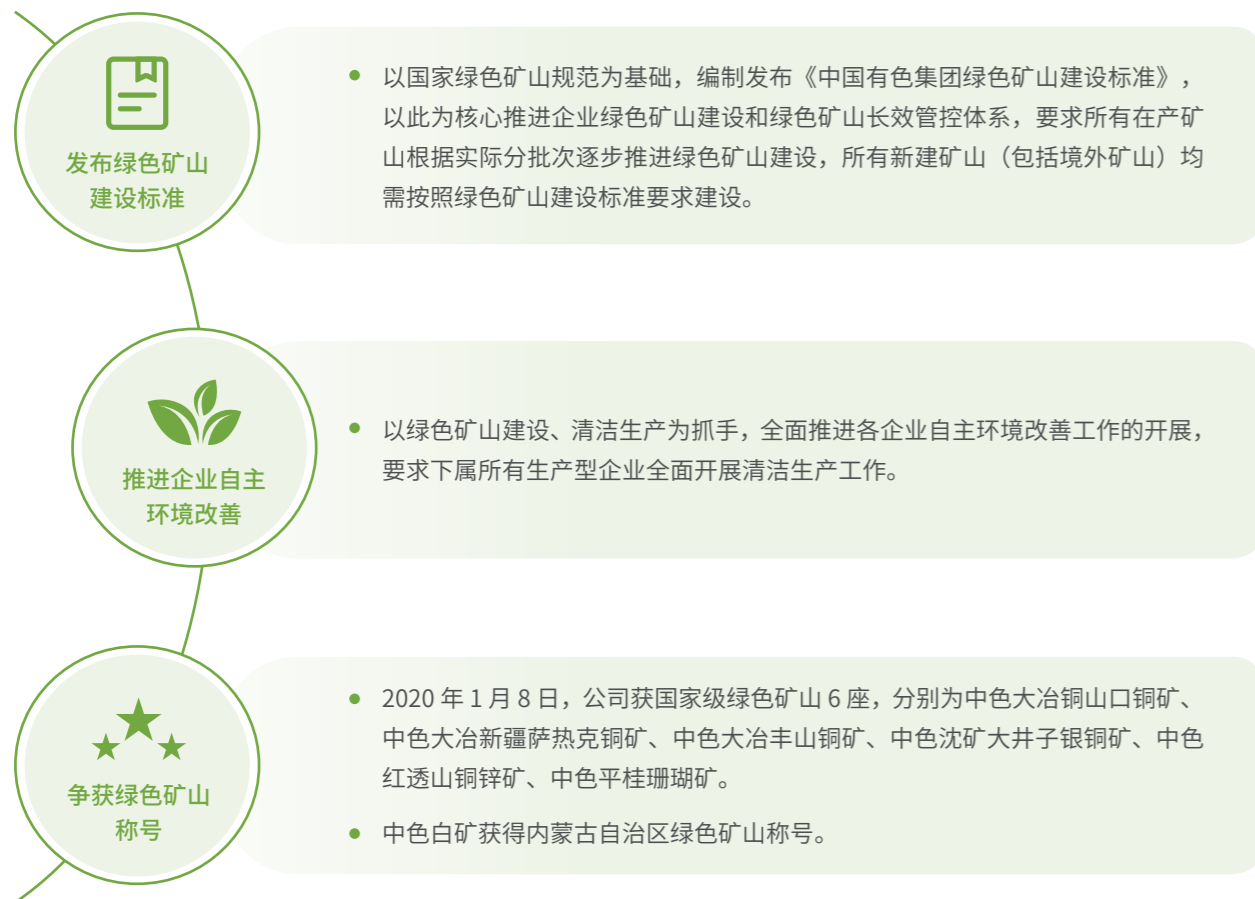 发布绿色矿山
建设标准
以国家绿色矿山规范为基础，编制发布《中国有色集团绿色矿山建设标准》，
以此为核心推进企业绿色矿山建设和绿色矿山长效管控体系，要求所有在产矿
山根据实际分批次逐步推进绿色矿山建设，所有新建矿山（包括境外矿山）均
需按照绿色矿山建设标准要求建设。
推进企业自主
环境改善
以绿色矿山建设、清洁生产为抓手，全面推进各企业自主环境改善工作的开展，
要求下属所有生产型企业全面开展清洁生产工作。
争获绿色矿山
称号
2020 年 1 月 8 日，公司获国家级绿色矿山 6 座，分别为中色大冶铜山口铜矿、
中色大冶新疆萨热克铜矿、中色大冶丰山铜矿、中色沈矿大井子银铜矿、中色
红透山铜锌矿、中色平桂珊瑚矿。
中色白矿获得内蒙古自治区绿色矿山称号。